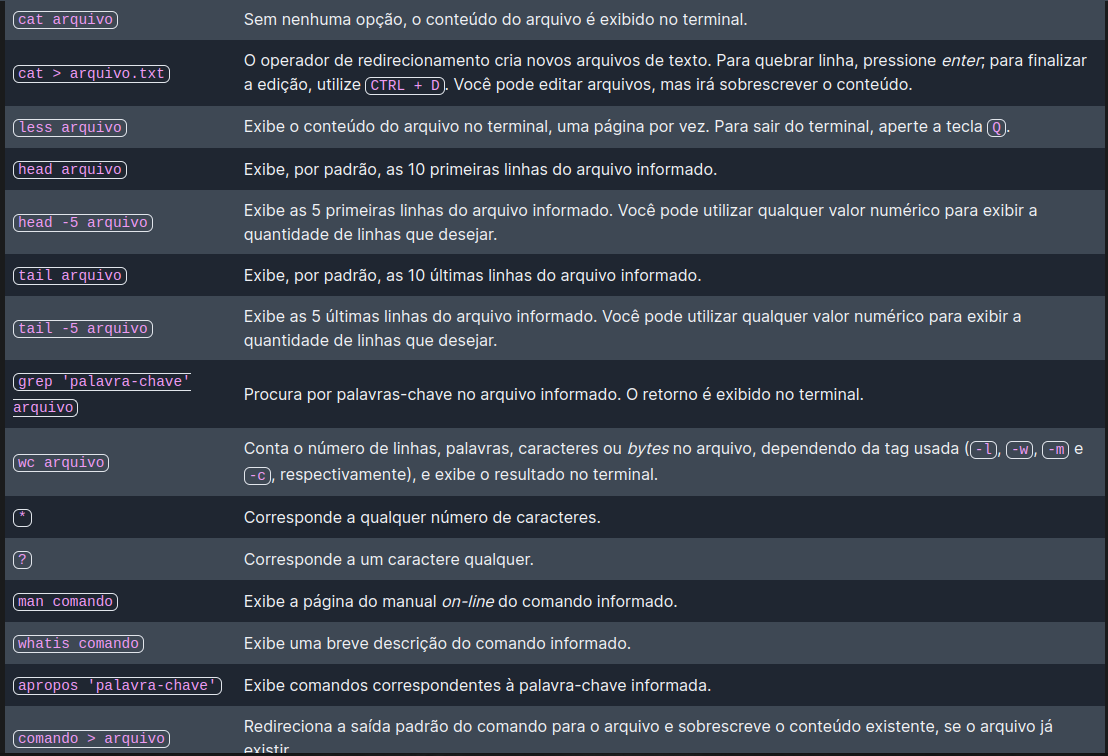 cat arquivo
Sem nenhuma opção, o conteúdo do arquivo é exibido no terminal.
cat > arquivo.txt
O operador de redirecionamento cria novos arquivos de texto. Para quebrar linha, pressione enter; para finalizar
a edição, utilize CTRL + D. Você pode editar arquivos, mas irá sobrescrever o conteúdo.
less arquivo
Exibe o conteúdo do arquivo no terminal, uma página por vez. Para sair do terminal, aperte a tecla Q.
head arquivo
Exibe, por padrão, as 10 primeiras linhas do arquivo informado.
head -5 arquivo
Exibe as 5 primeiras linhas do arquivo informado. Você pode utilizar qualquer valor numérico para exibir a
quantidade de linhas que desejar.
tail arquivo
Exibe, por padrão, as 10 últimas linhas do arquivo informado.
tail -5 arquivo
Exibe as 5 últimas linhas do arquivo informado. Você pode utilizar qualquer valor numérico para exibir a
quantidade de linhas que desejar.
grep 'palavra-chave'
arquivo
Procura por palavras-chave no arquivo informado. O retorno é exibido no terminal.
wc arquivo
Conta o número de linhas, palavras, caracteres ou bytes no arquivo, dependendo da tag usada (-l, -w, -m e
-c, respectivamente), e exibe o resultado no terminal.
*
Corresponde a qualquer número de caracteres.
?
Corresponde a um caractere qualquer.
man comando
Exibe a página do manual on-line do comando informado.
whatis comando
Exibe uma breve descrição do comando informado.
apropos 'palavra-chave'
Exibe comandos correspondentes à palavra-chave informada.
comando > arquivo
Redireciona a saída padrão do comando para o arquivo e sobrescreve o conteúdo existente, se o arquivo já
existir.